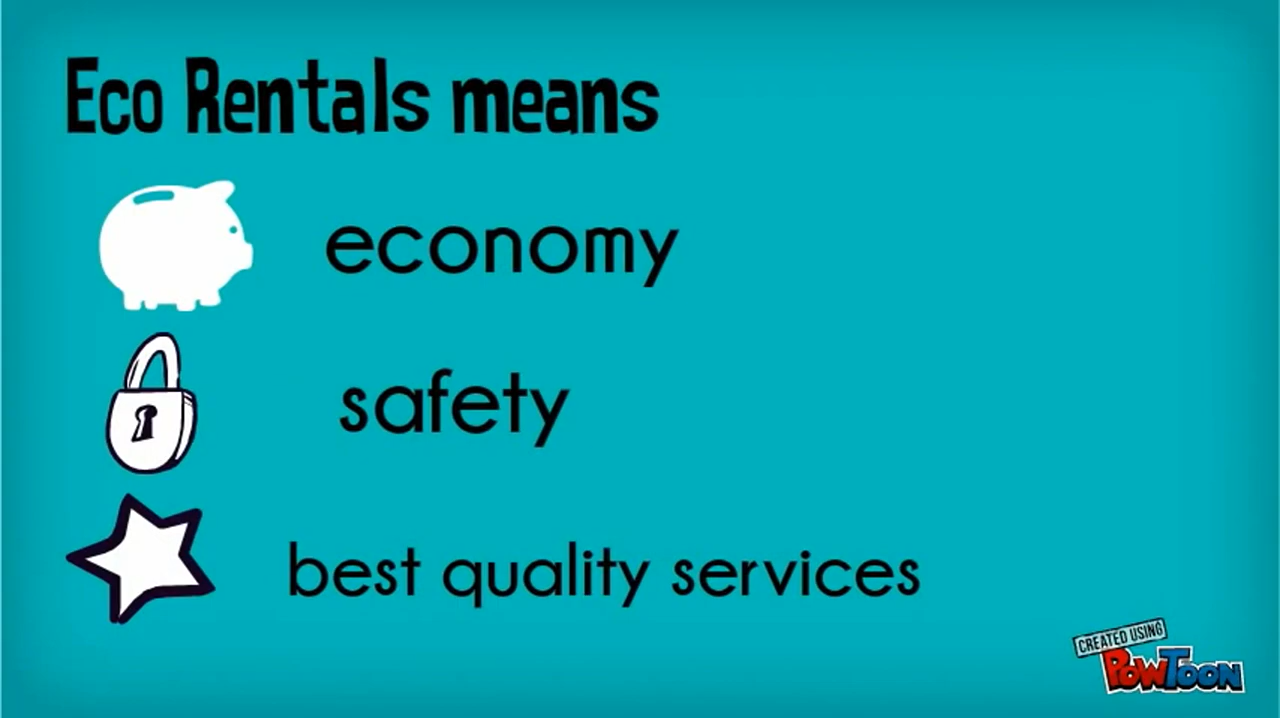 Eco Rentals means
economy
safety
best quality services
CREATED USING
POWTOON